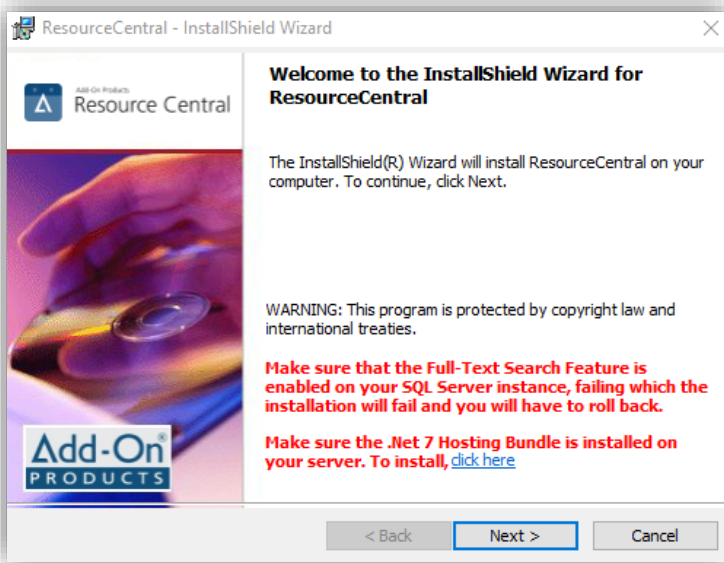 ResourceCentral - InstallShield Wizard
Add-On Products
Resource Central
Welcome to the InstallShield Wizard for
ResourceCentral
The InstallShield(R) Wizard will install ResourceCentral on your
computer. To continue, click Next.
WARNING: This program is protected by copyright law and
international treaties.
Make sure that the Full-Text Search Feature is
enabled on your SQL Server instance, failing which the
installation will fail and you will have to roll back.
Make sure the .Net 7 Hosting Bundle is installed on
your server. To install, click here
Add-On®
PRODUCTS
< Back Next > Cancel